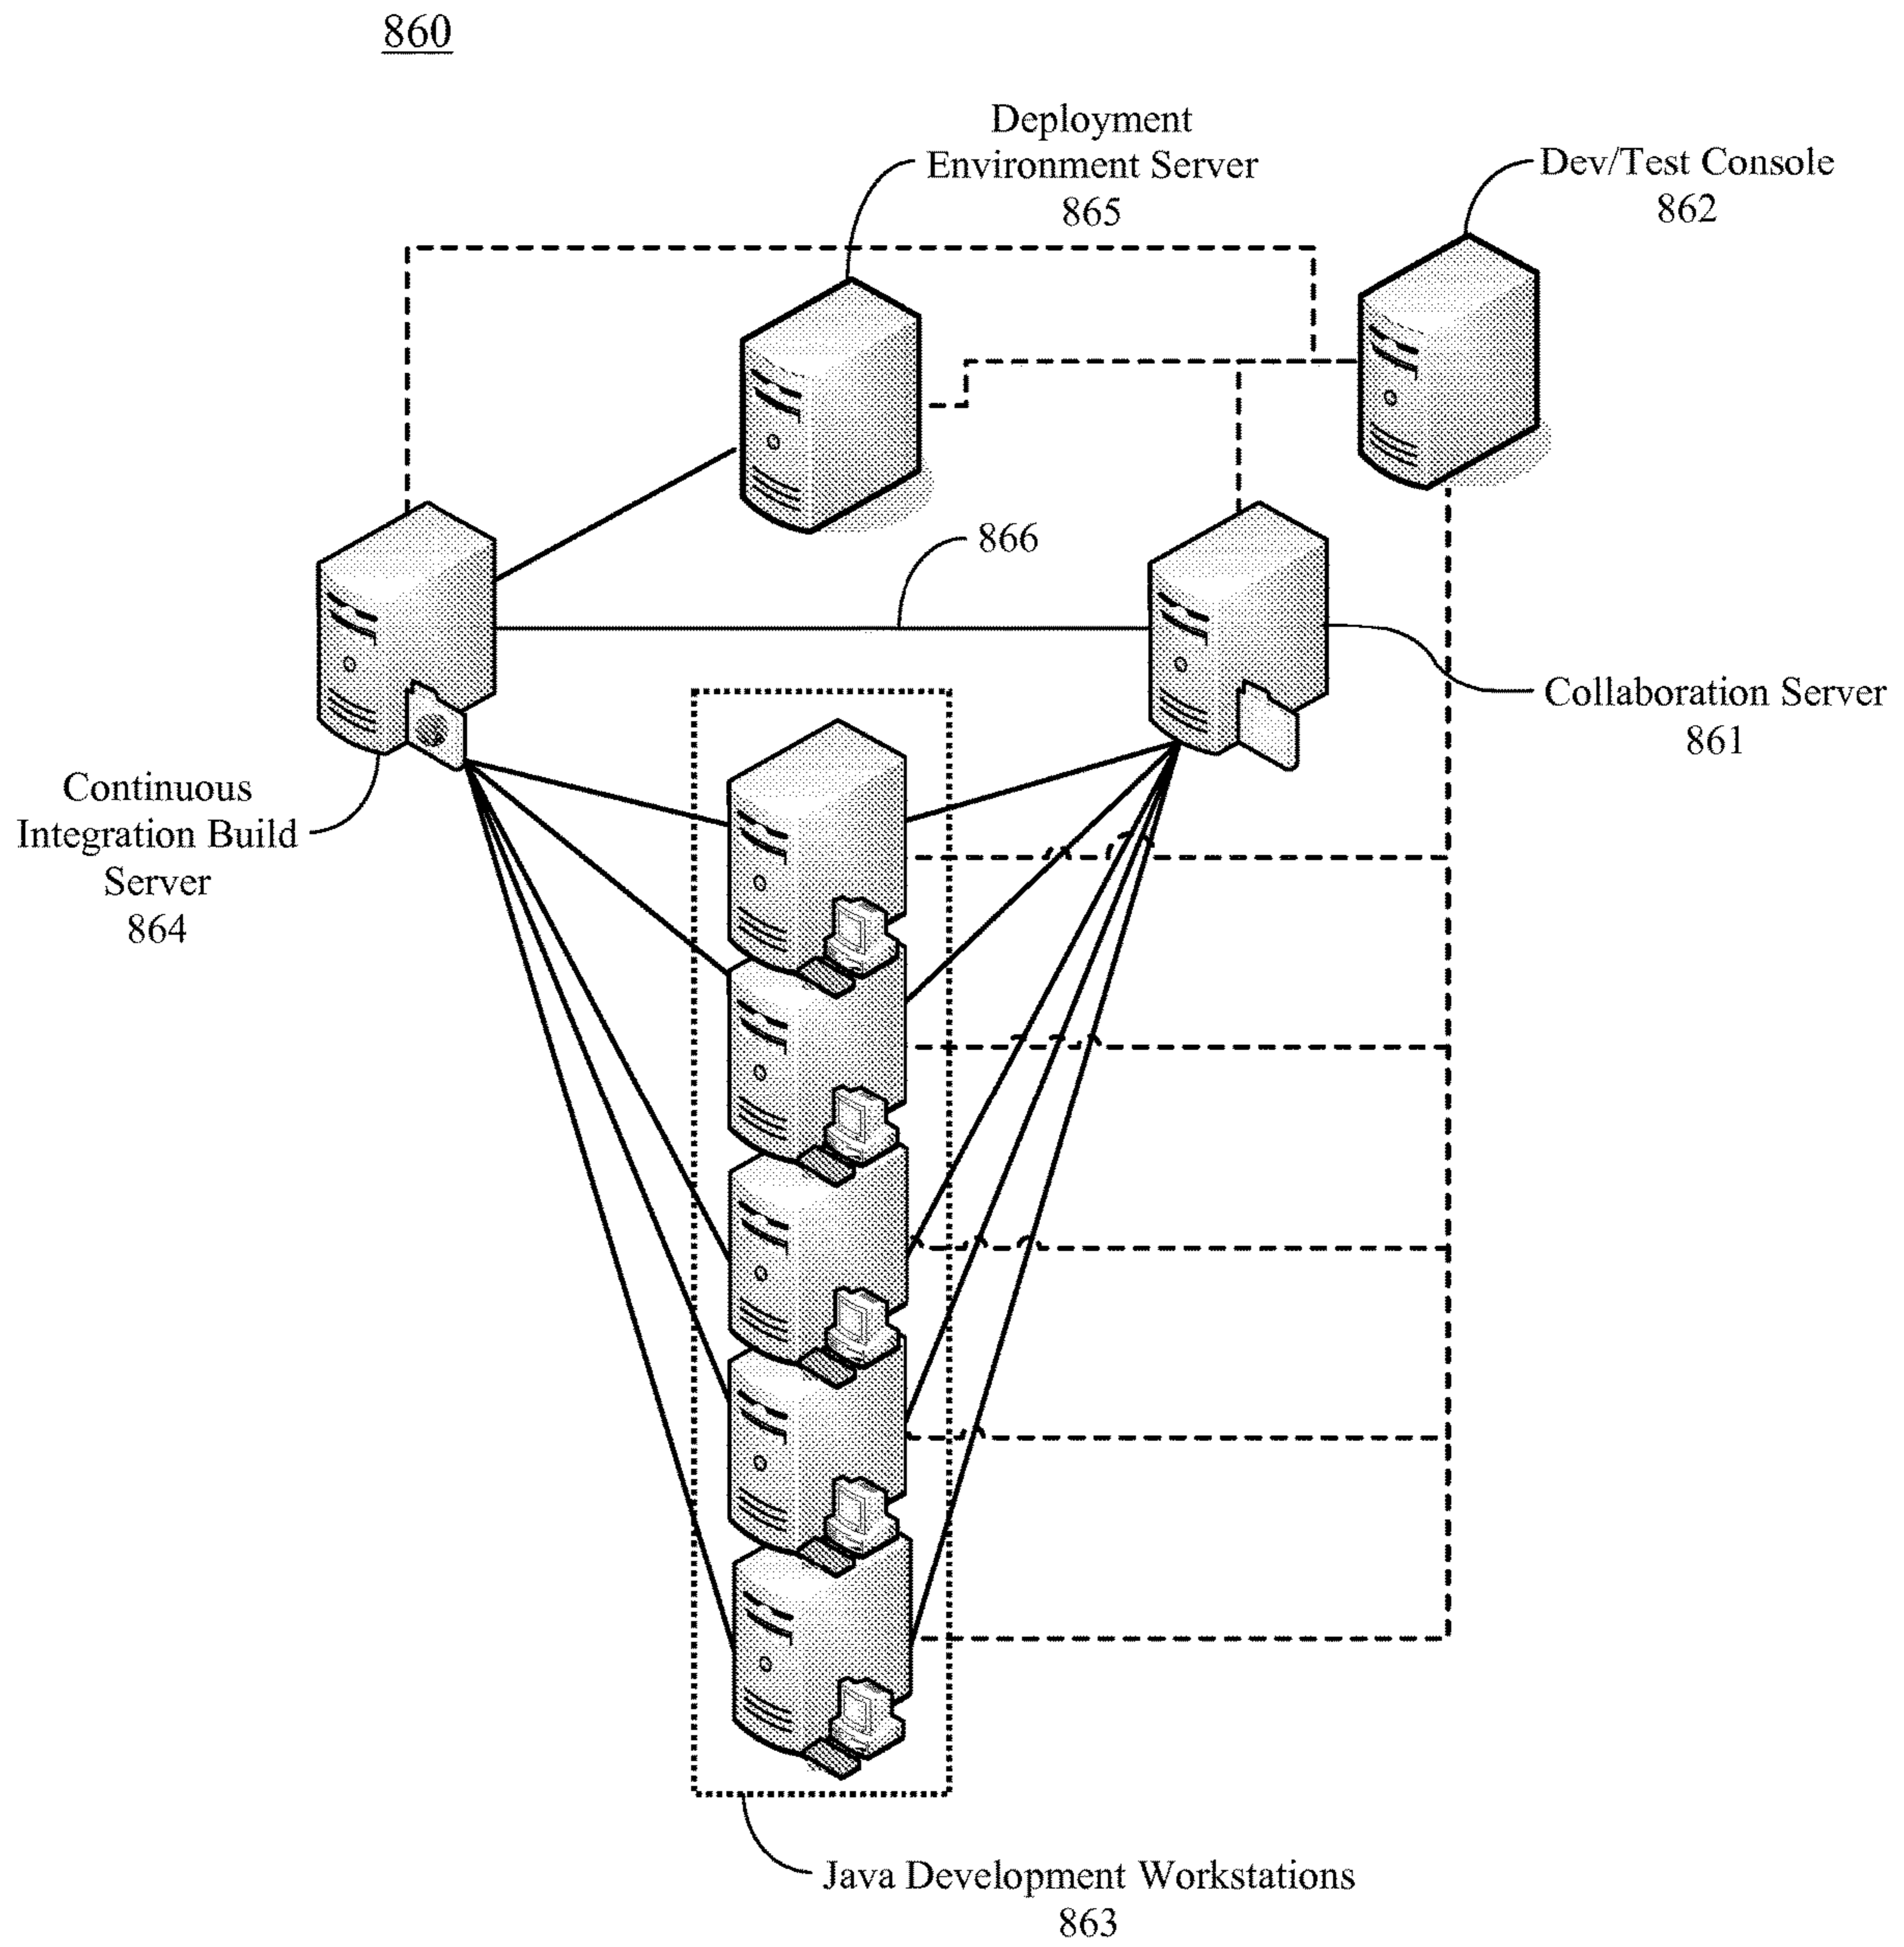 860
Deployment
Environment Server
865
Dev/Test Console
862
866
Collaboration Server
861
Continuous
Integration Build
Server
864
Java Development Workstations
863